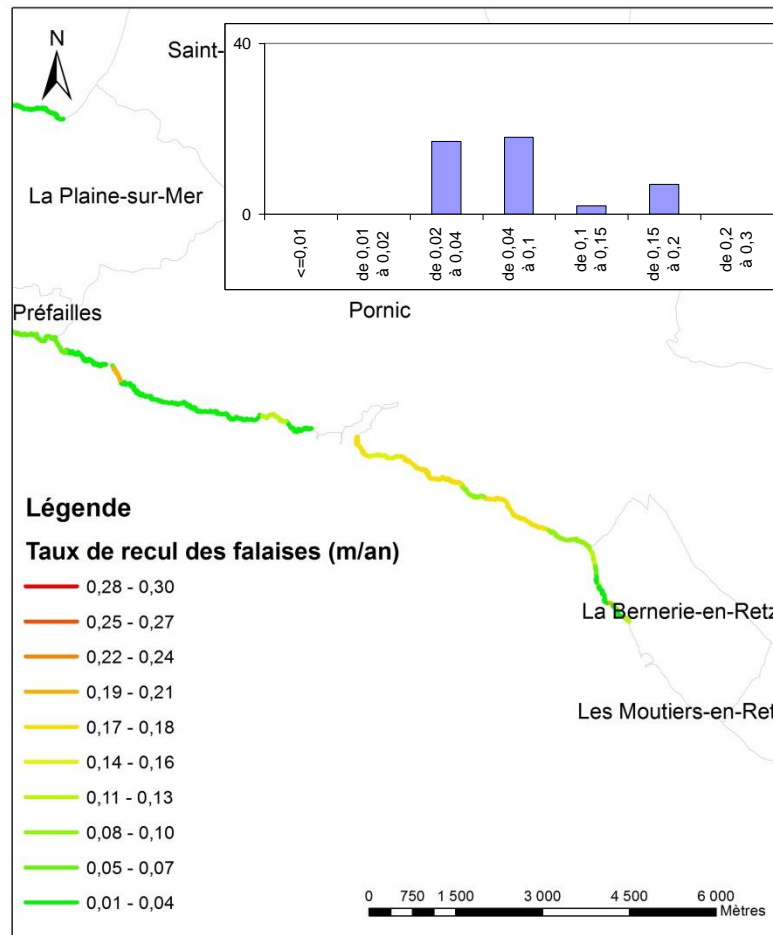 N
Saint-
40
0
<=0,01
de 0,01
à 0,02
de 0,02
à 0,04
de 0,04
à 0,1
de 0,1
à 0,15
de 0,15
à 0,2
de 0,2
à 0,3
La Plaine-sur-Mer
Préfailles
Pornic
La Bernerie-en-Retz
Les Moutiers-en-Ret
Légende
Taux de recul des falaises (m/an)
0,28 - 0,30
0,25 - 0,27
0,22 - 0,24
0,19 - 0,21
0,17 - 0,18
0,14 - 0,16
0,11 - 0,13
0,08 - 0,10
0,05 - 0,07
0,01 - 0,04
0 750 1 500 3 000 4 500 6 000
Mètres